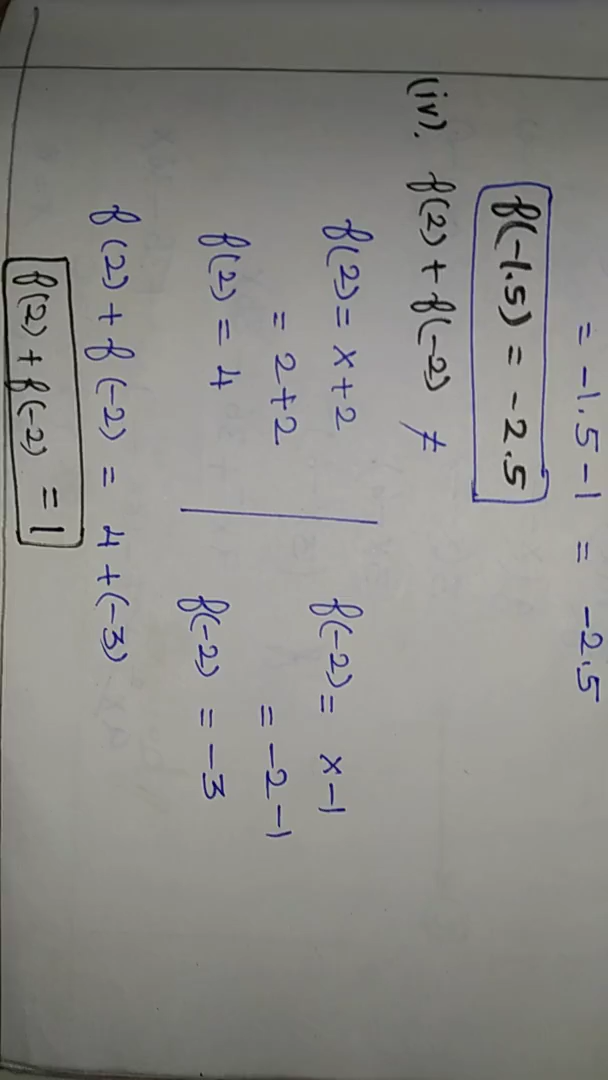 = -1.5-1 = -2.5
f(-1.5) = -2.5
(iv). f(2) + f(-2)
f(2) = x+2
= 2+2
f(2) = 4
f(-2) = x-1
= -2-1
f(-2) = -3
f(2) + f(-2) = 4 + (-3)
f(2) + f(-2) = 1